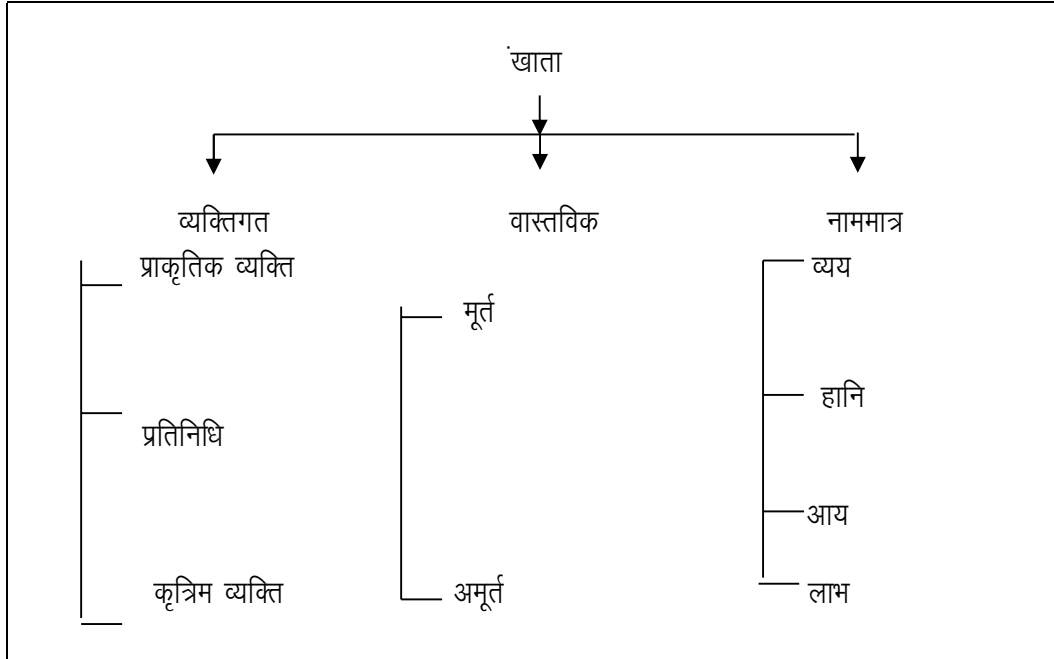 खाता
व्यक्तिगत वास्तविक नाममात्र
प्राकृतिक व्यक्ति व्यय
मूर्त
हानि
प्रतिनिधि
आय
कृत्रिम व्यक्ति अमूर्त लाभ